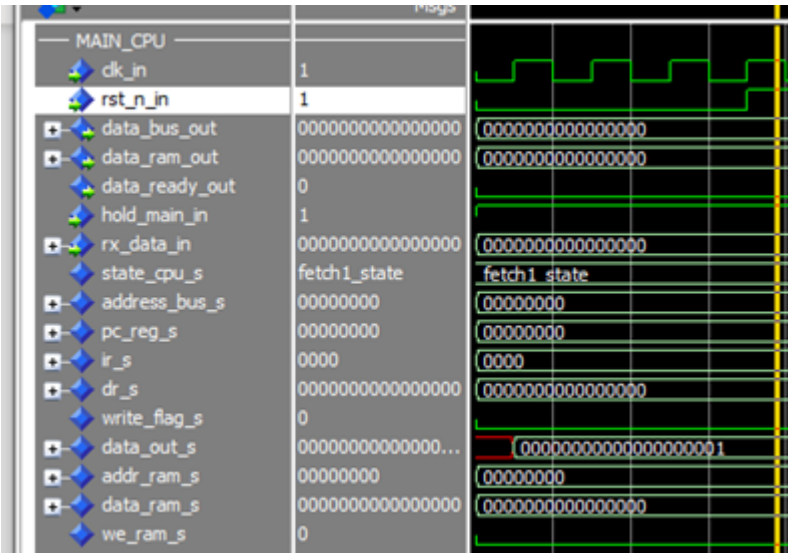 Msgs
MAIN_CPU
clk_in 1
rst_n_in 1
data_bus_out 0000000000000000 0000000000000000
data_ram_out 0000000000000000 0000000000000000
data_ready_out 0
hold_main_in 1
rx_data_in 0000000000000000 0000000000000000
state_cpu_s fetch1_state fetch1_state
address_bus_s 00000000 00000000
pc_reg_s 00000000 00000000
ir_s 0000 0000
dr_s 0000000000000000 0000000000000000
write_flag_s 0
data_out_s 00000000000000... 00000000000000000001
addr_ram_s 00000000 00000000
data_ram_s 0000000000000000 0000000000000000
we_ram_s 0